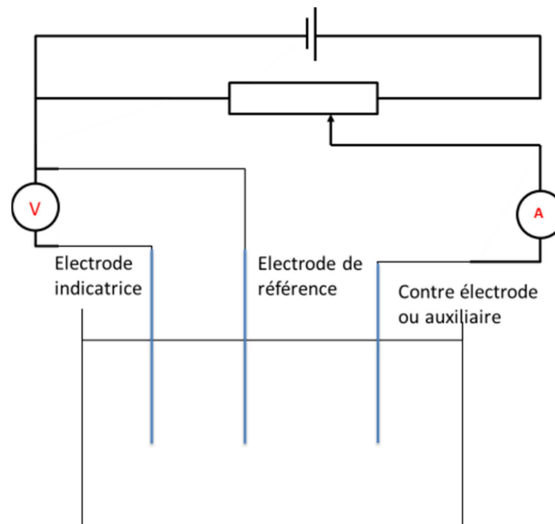 V
A
Electrode
indicatrice
Electrode de
référence
Contre électrode
ou auxiliaire